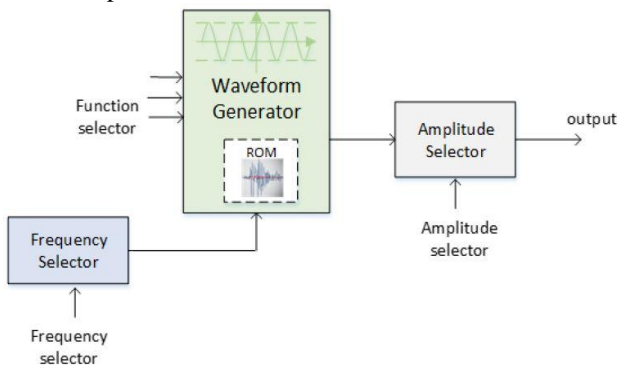 Waveform
Generator
ROM
Function
selector
Amplitude
Selector
output
Amplitude
selector
Frequency
Selector
Frequency
selector